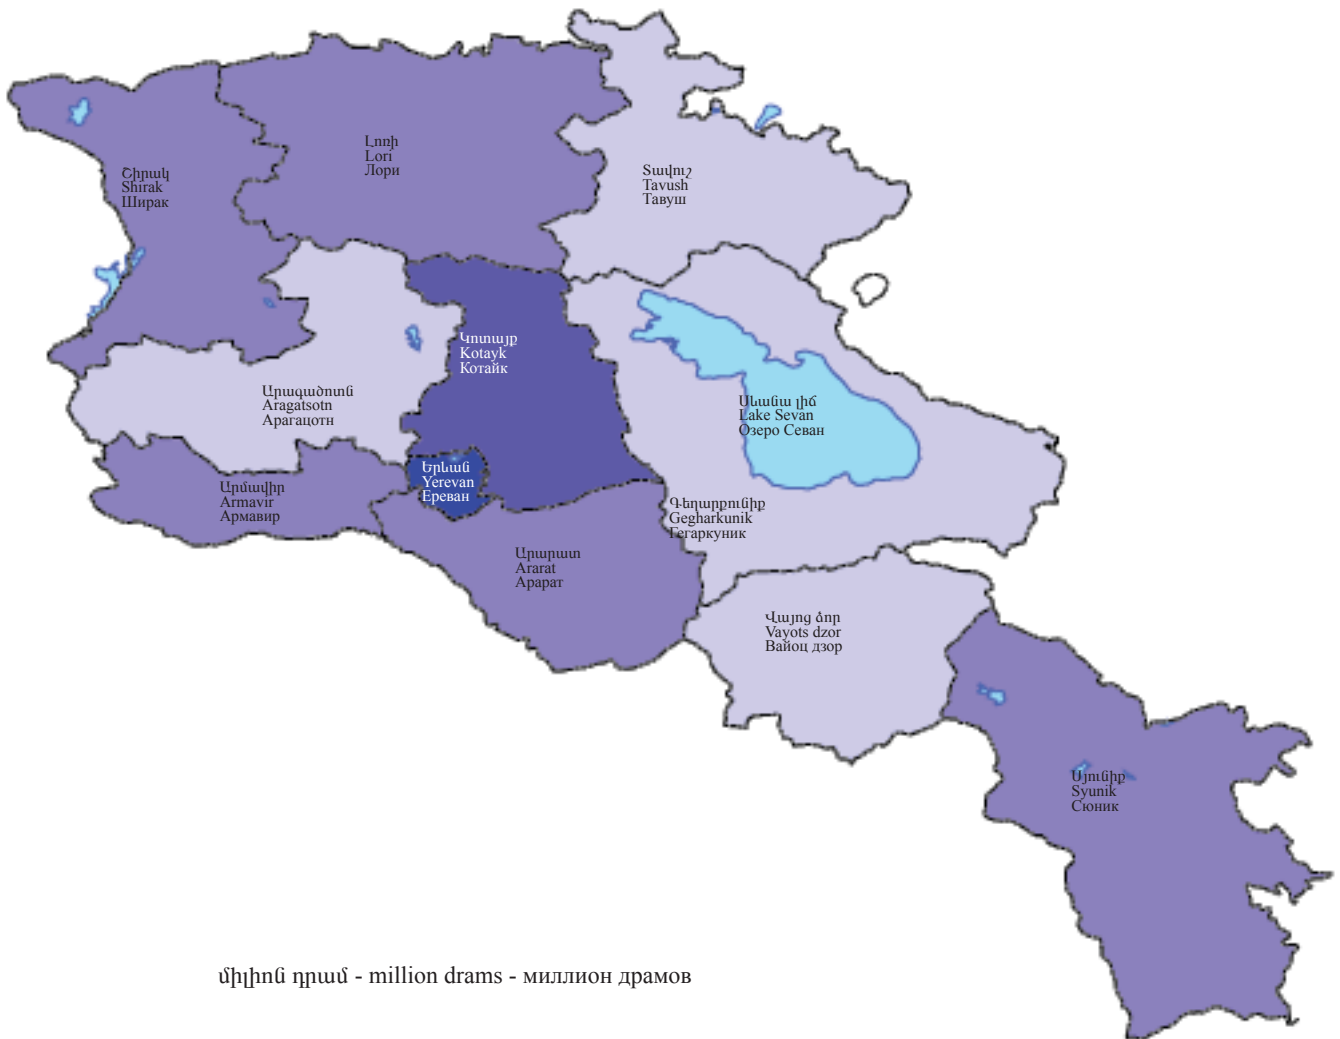 Լոռի
Lori
Лори
Շիրակ
Shirak
Ширак
Տավուշ
Tavush
Тавуш
Կոտայք
Kotayk
Котайк
Արագածոտն
Aragatsotn
Арагацотн
Սևանա լիճ
Lake Sevan
Озеро Севан
Երևան
Yerevan
Ереван
Արմավիր
Armavir
Армавир
Գեղարքունիք
Gegharkunik
Гегаркуник
Արարատ
Ararat
Арарат
Վայոց ձոր
Vayots dzor
Вайоц дзор
Սյունիք
Syunik
Сюник
միլիոն դրամ - million drams - миллион драмов